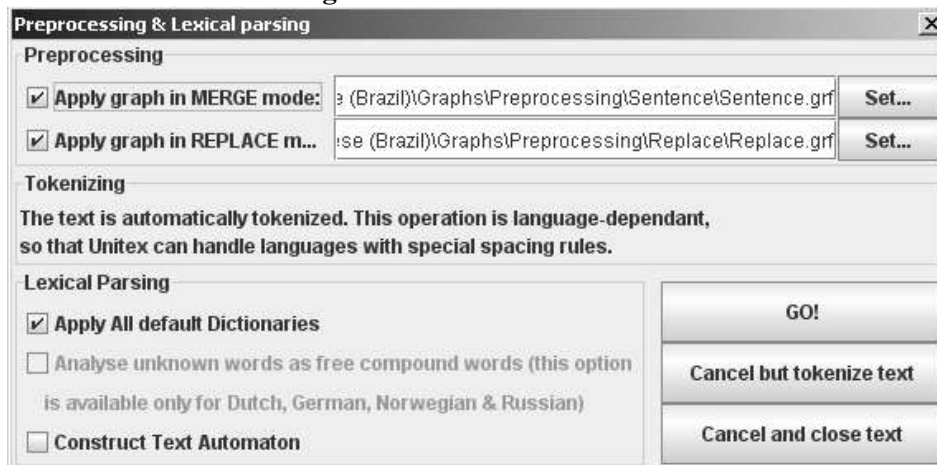 Preprocessing & Lexical parsing
Preprocessing
Apply graph in MERGE mode: (Brazil)\Graphs\Preprocessing\Sentence\Sentence.grf Set...
Apply graph in REPLACE m... se (Brazil)\Graphs\Preprocessing\Replace\Replace.grf Set...
Tokenizing
The text is automatically tokenized. This operation is language-dependant,
so that Unitex can handle languages with special spacing rules.
Lexical Parsing
Apply All default Dictionaries
Analyse unknown words as free compound words (this option
is available only for Dutch, German, Norwegian & Russian)
Construct Text Automaton
GO!
Cancel but tokenize text
Cancel and close text